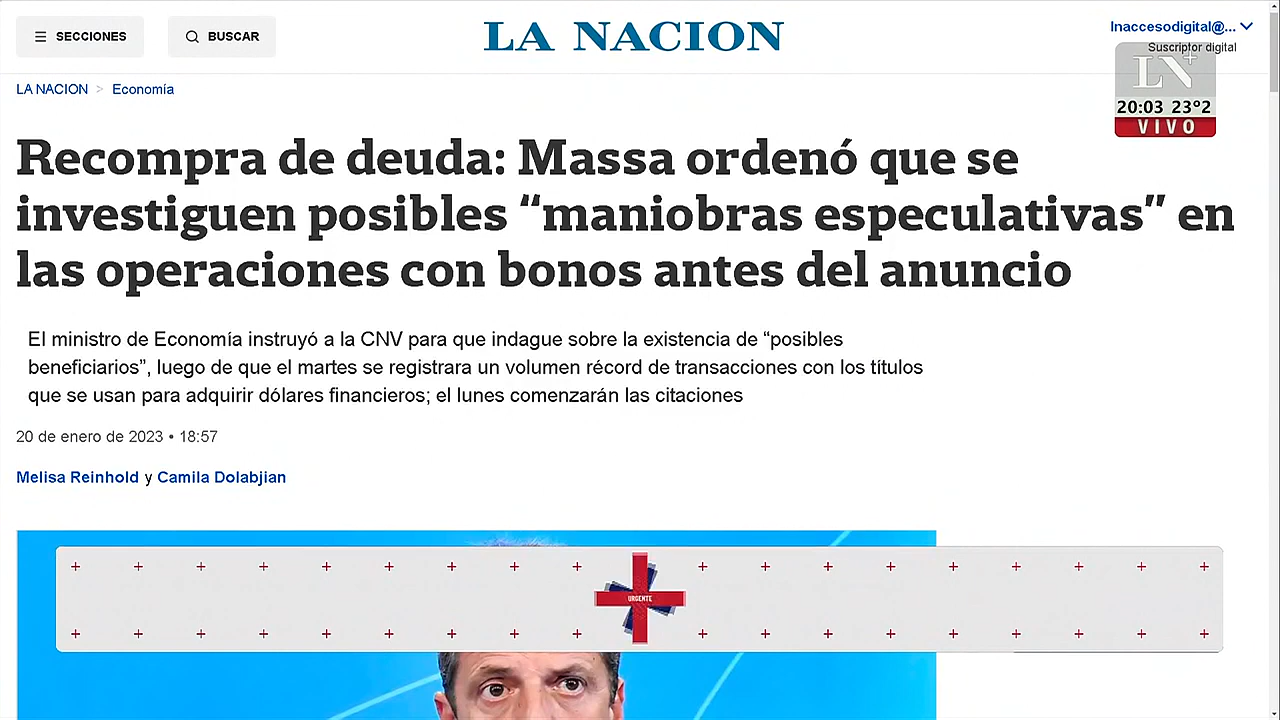 SECCIONES
BUSCAR
LA NACION
lnaccesodigital@...
Suscriptor digital
LN+
20:03 23º2
VIVO
LA NACION > Economía
Recompra de deuda: Massa ordenó que se
investiguen posibles “maniobras especulativas” en
las operaciones con bonos antes del anuncio
El ministro de Economía instruyó a la CNV para que indague sobre la existencia de “posibles
beneficiarios”, luego de que el martes se registrara un volumen récord de transacciones con los títulos
que se usan para adquirir dólares financieros; el lunes comenzarán las citaciones
20 de enero de 2023 • 18:57
Melisa Reinhold y Camila Dolabjian
URGENTE